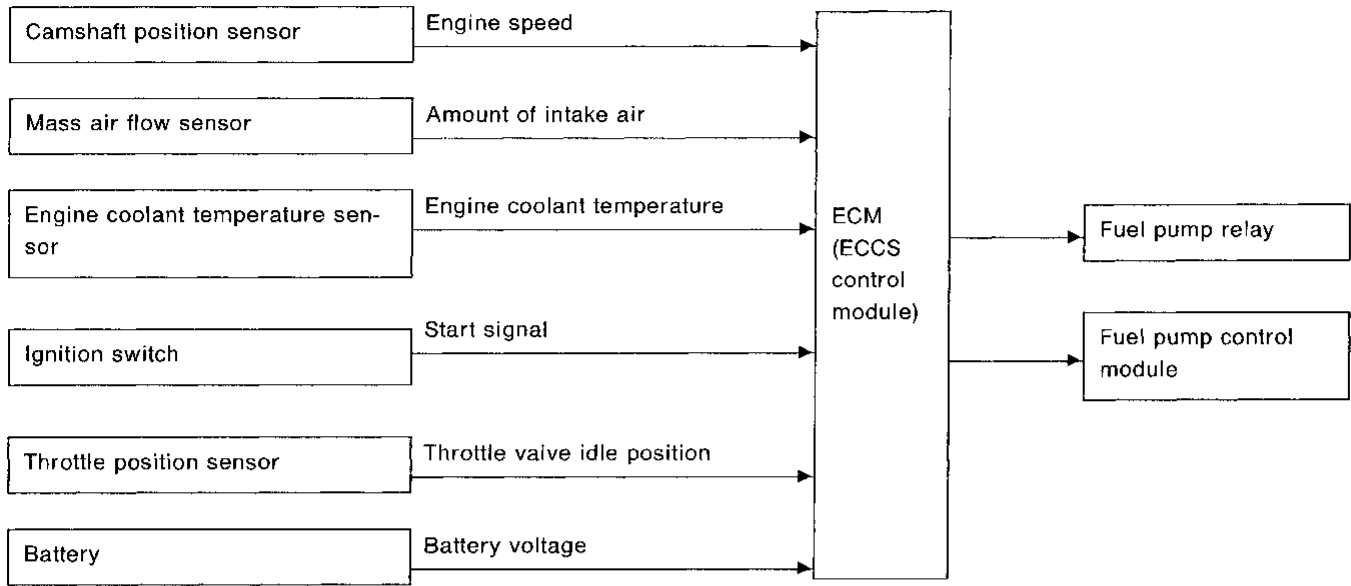 Camshaft position sensor
Engine speed
Mass air flow sensor
Amount of intake air
Engine coolant temperature sen-
sor
Engine coolant temperature
Ignition switch
Start signal
Throttle position sensor
Throttle valve idle position
Battery
Battery voltage
ECM
(ECCS
control
module)
Fuel pump relay
Fuel pump control
module